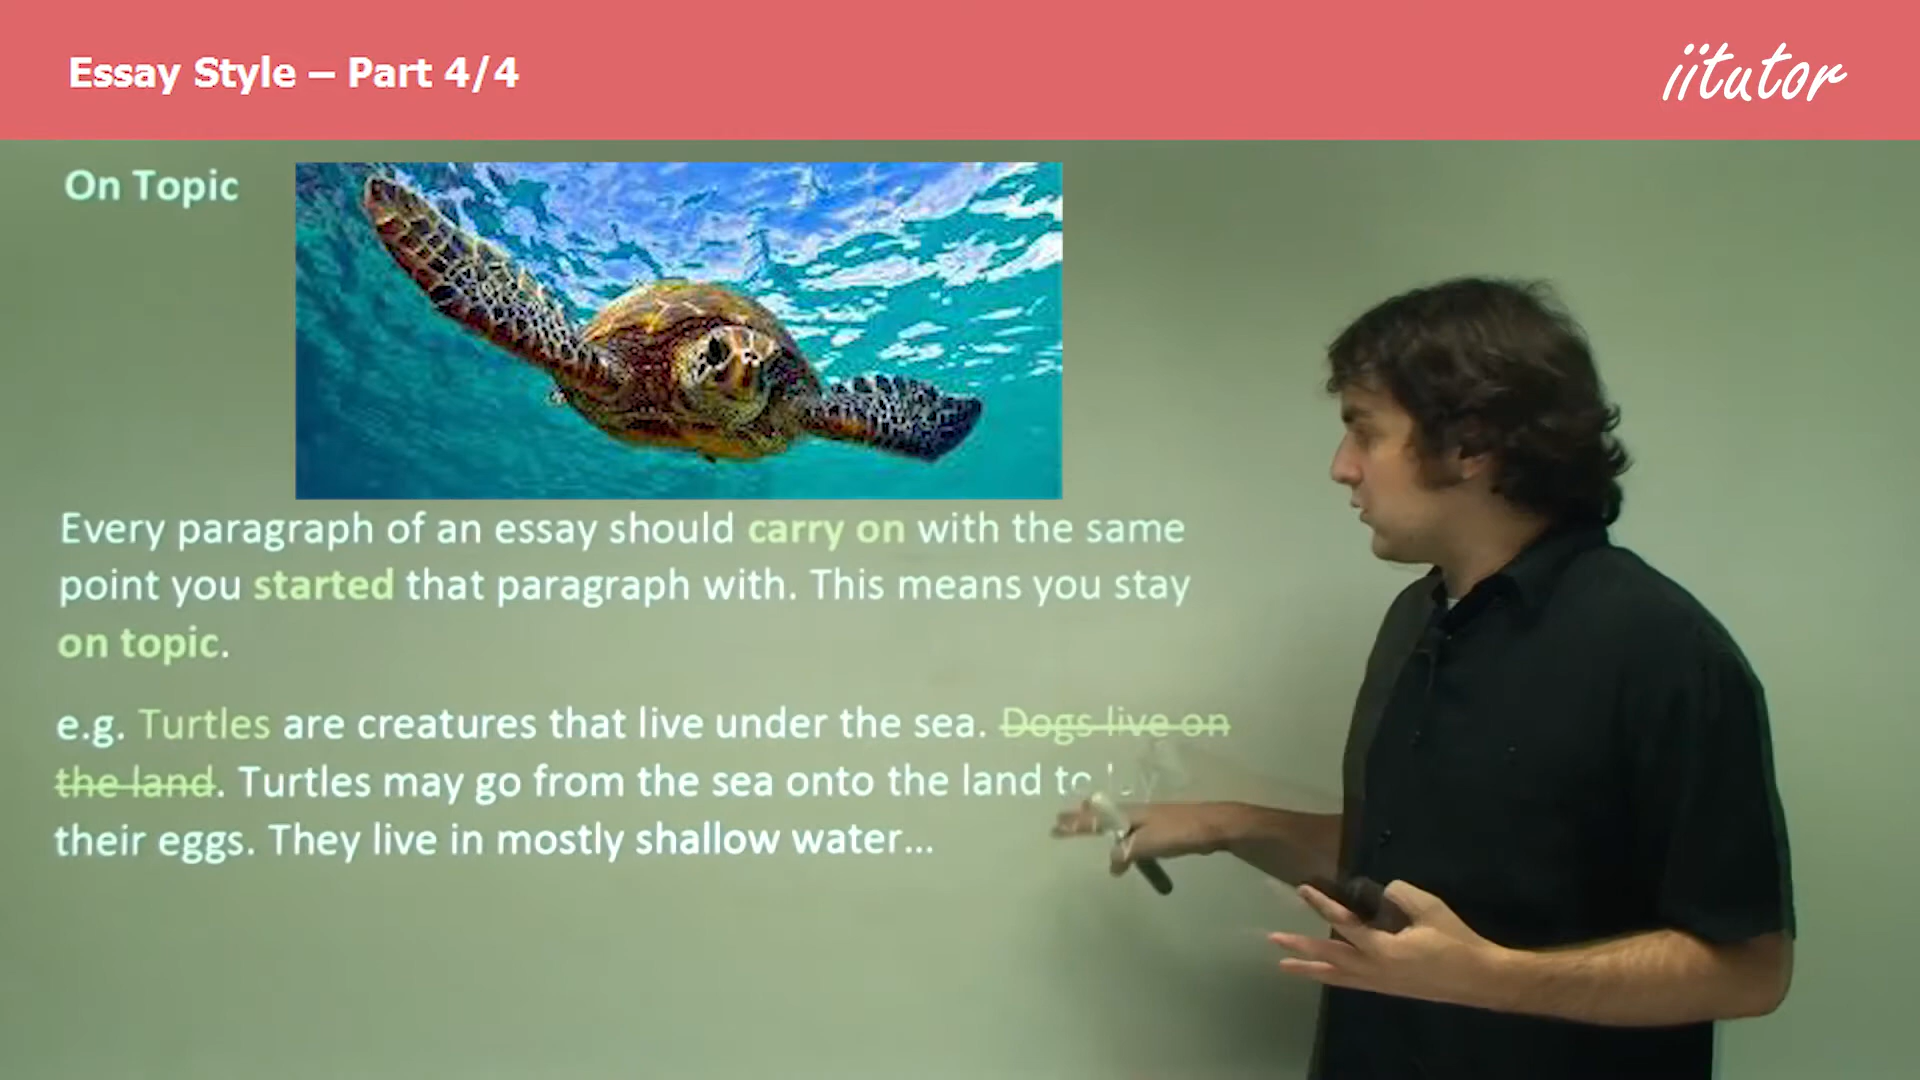 Essay Style – Part 4/4
iitutor
On Topic
Every paragraph of an essay should carry on with the same
point you started that paragraph with. This means you stay
on topic.
e.g. Turtles are creatures that live under the sea. Dogs live on
the land. Turtles may go from the sea onto the land to lay
their eggs. They live in mostly shallow water...